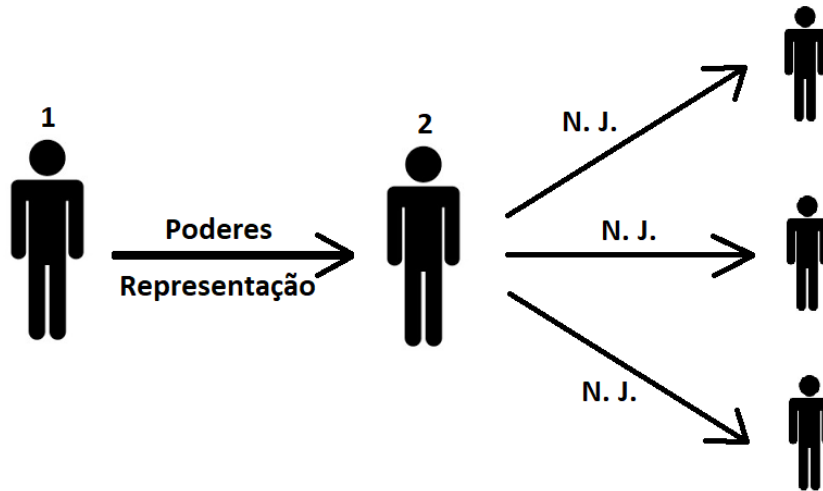 1
2
Poderes
Representação
N. J.
N. J.
N. J.